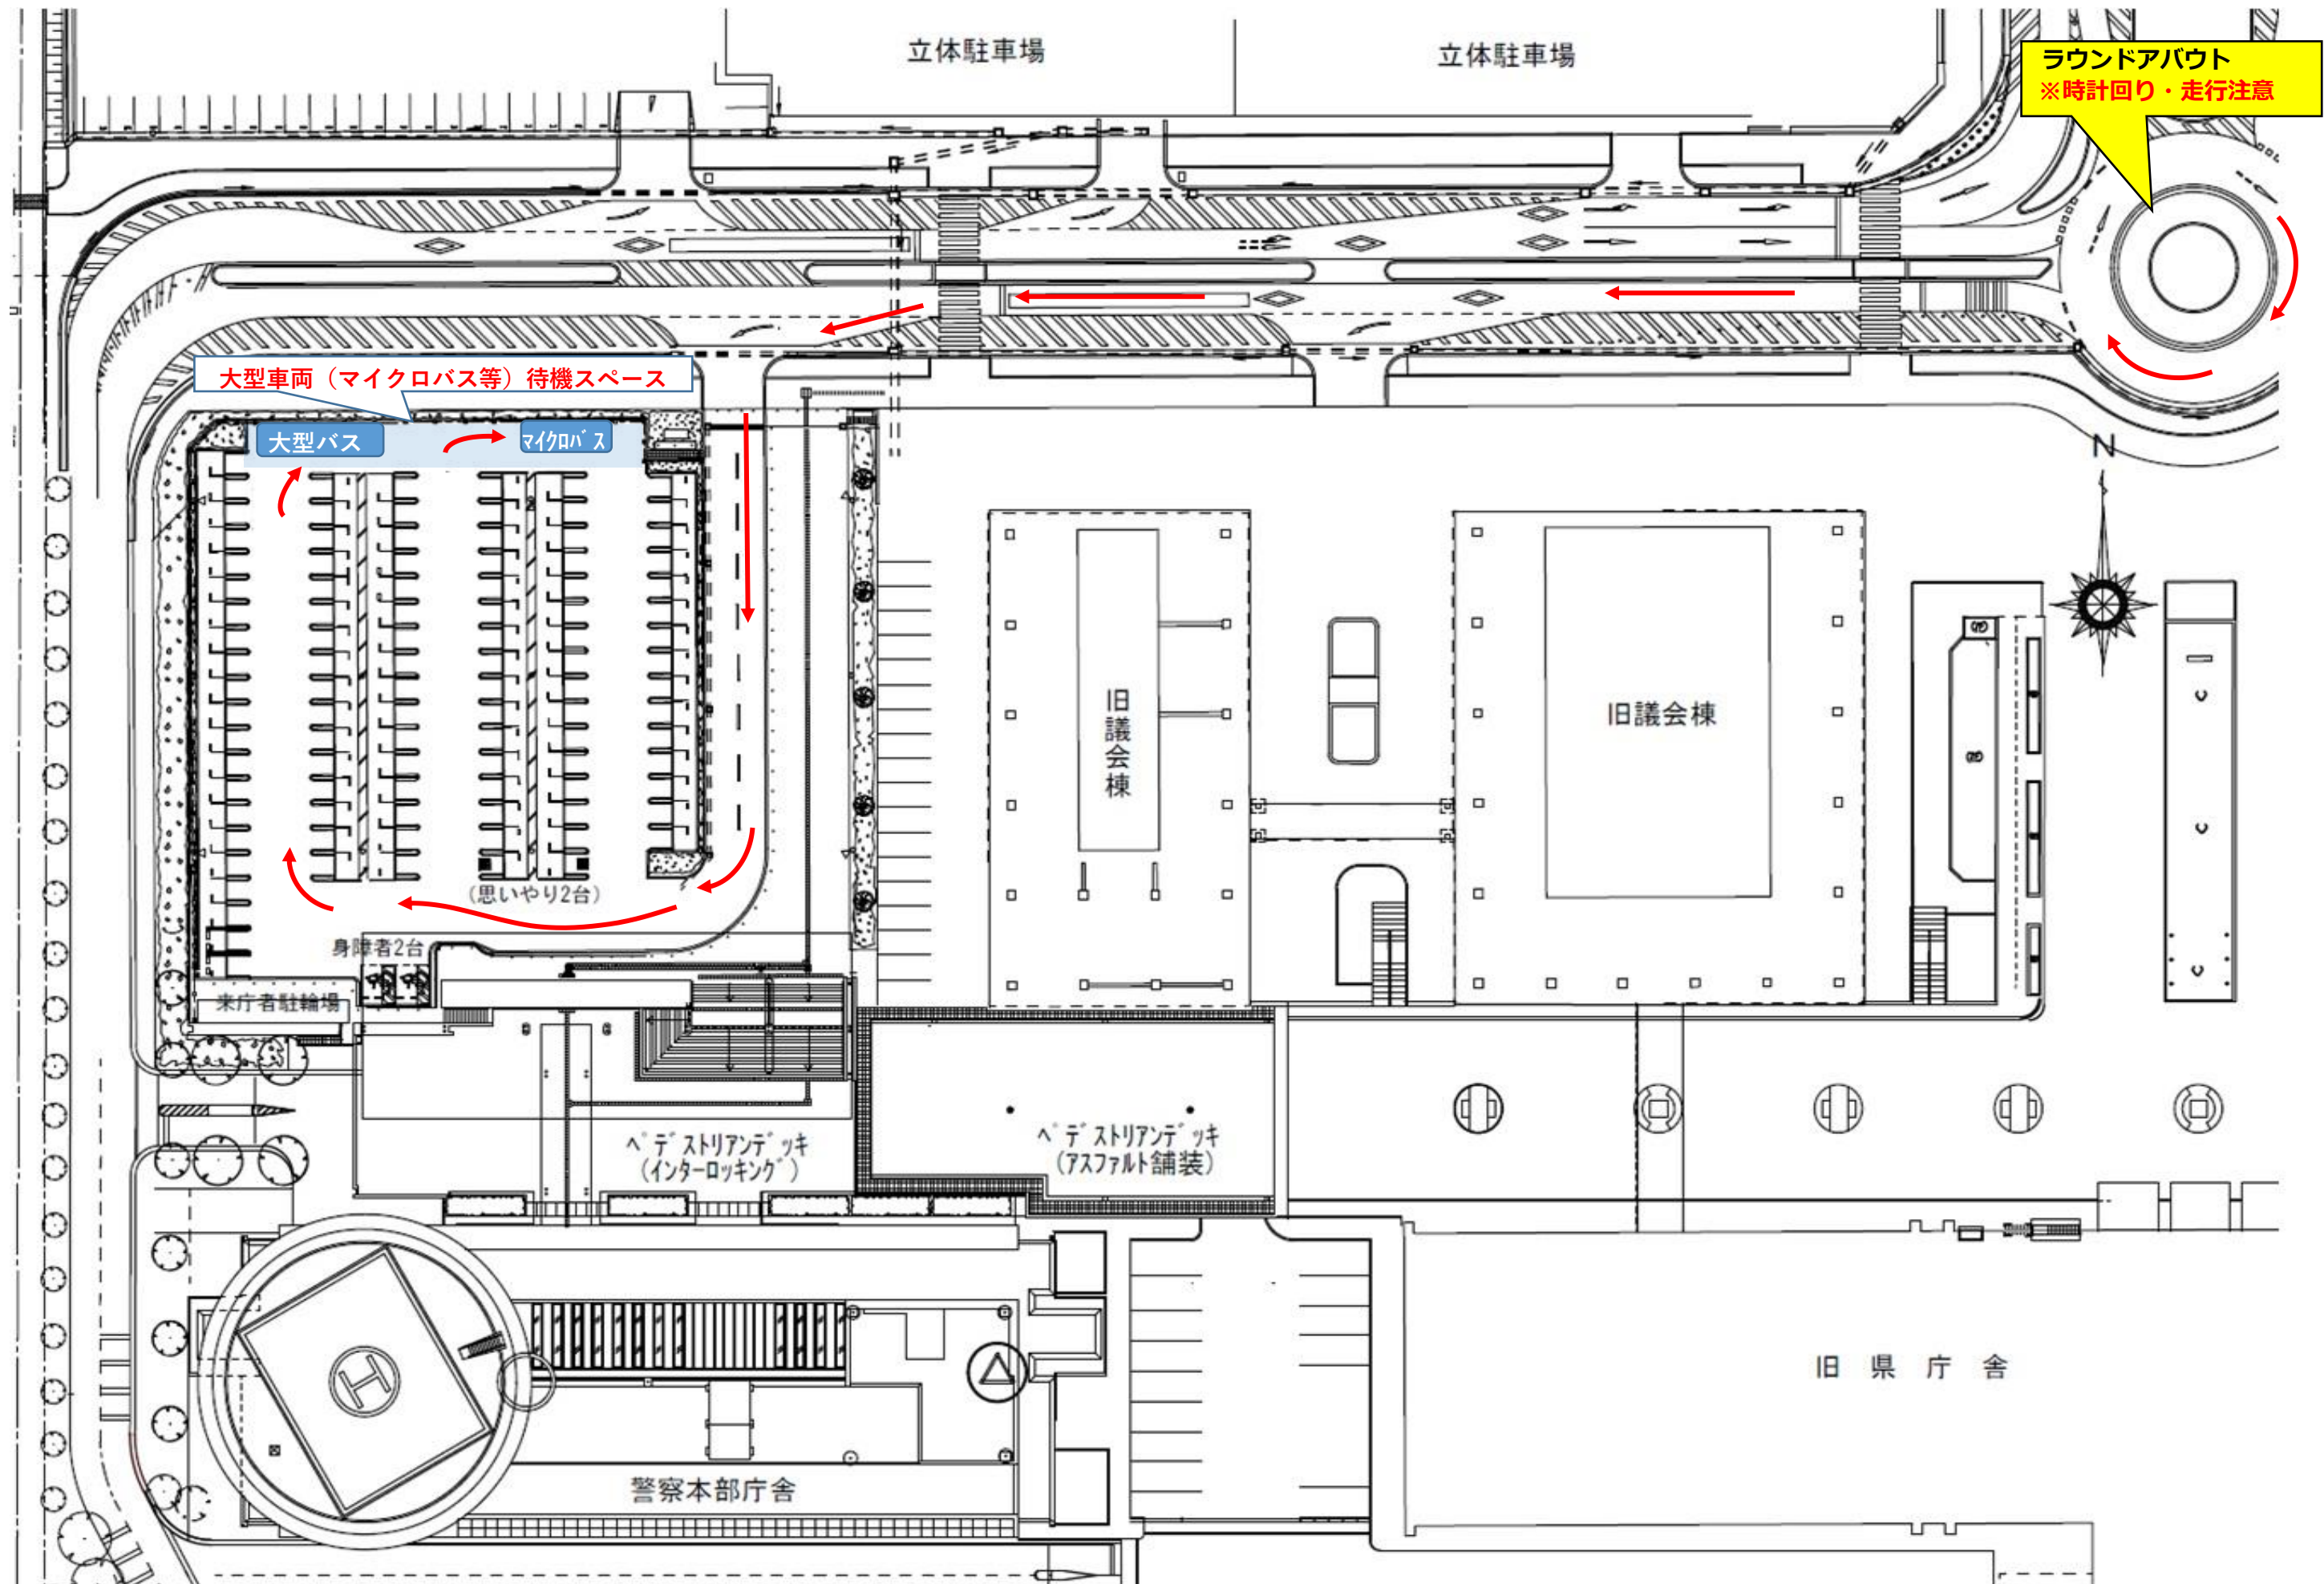 立体駐車場
立体駐車場
ラウンドアバウト
※時計回り・走行注意
大型車両（マイクロバス等）待機スペース
大型バス
マイクロバス
N
旧議会棟
旧議会棟
（思いやり2台）
身障者2台
来庁者駐輪場
ペデストリアンデッキ
（インターロッキング）
ペデストリアンデッキ
（アスファルト舗装）
H
旧県庁舎
警察本部庁舎